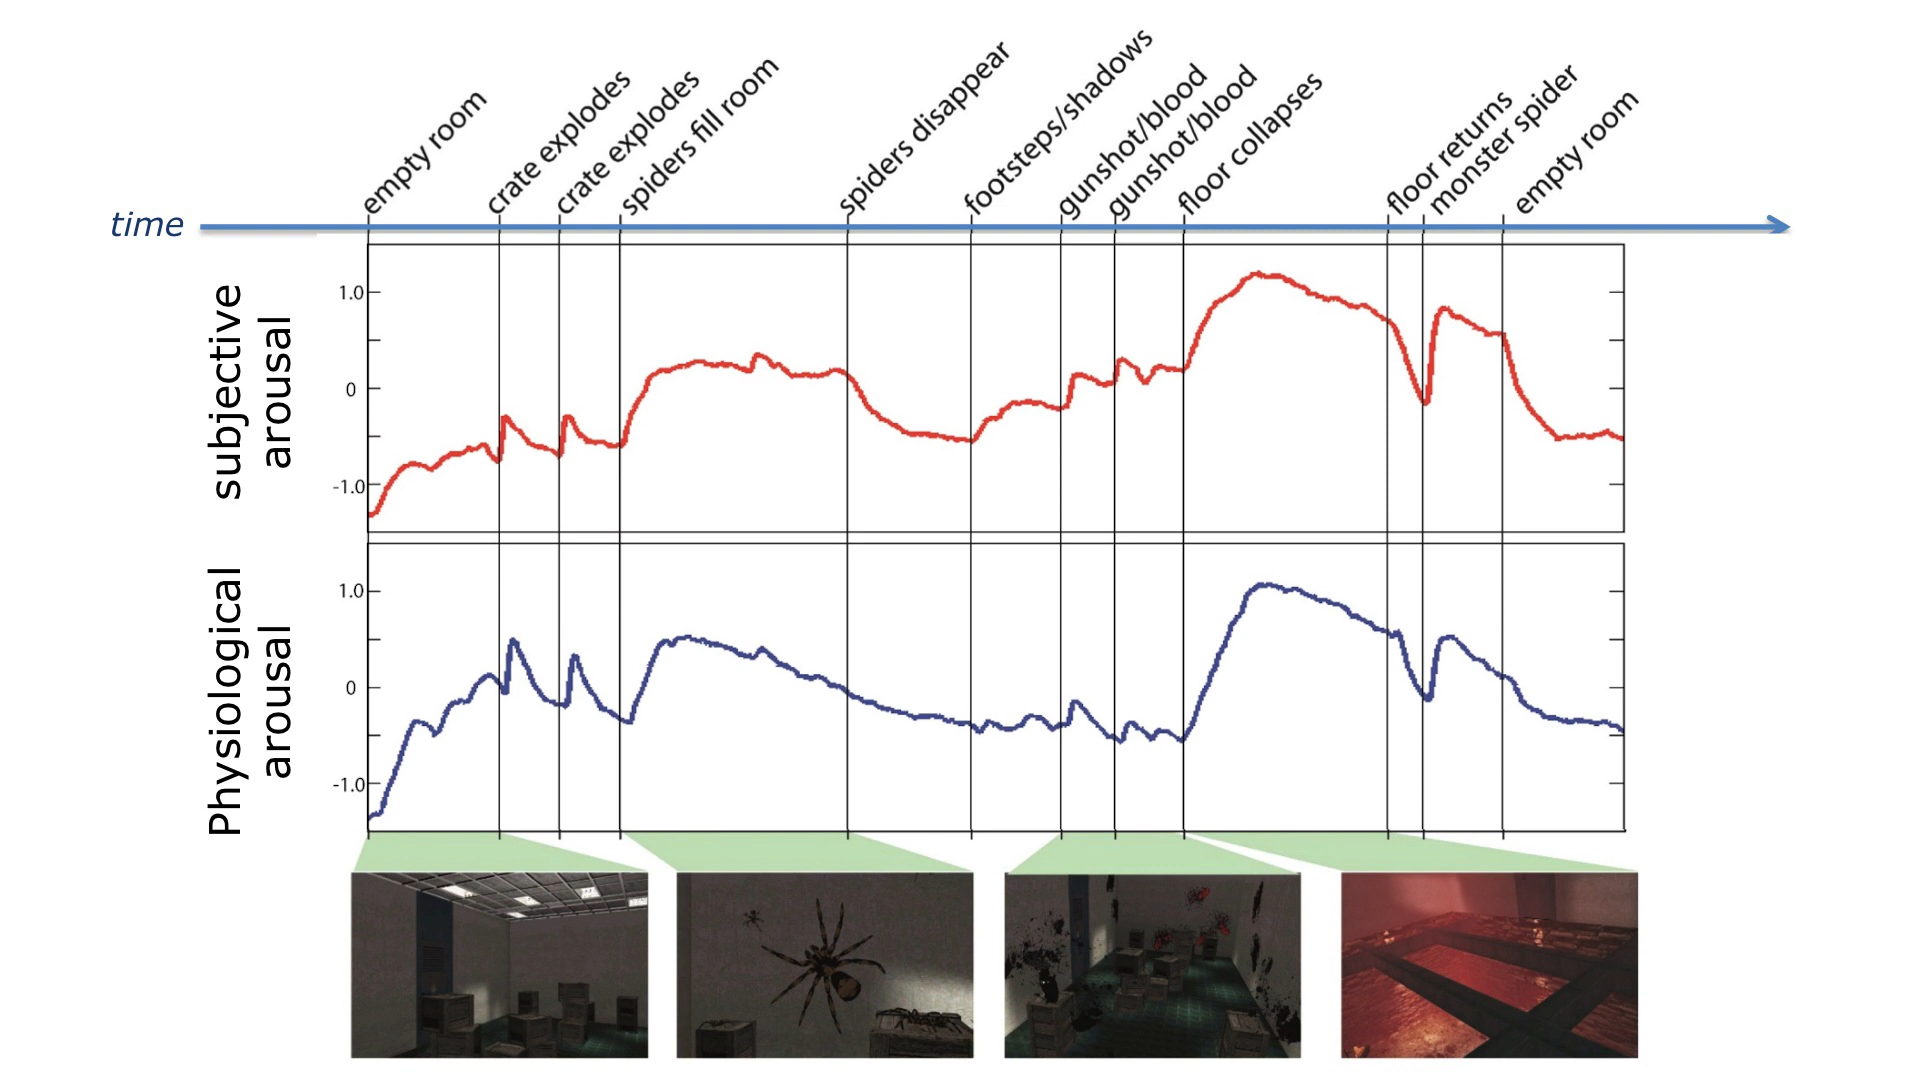 empty room
crate explodes
crate explodes
spiders fill room
spiders disappear
footsteps/shadows
gunshot/blood
gunshot/blood
floor collapses
floor returns
monster spider
empty room
time
subjective
arousal
1.0
0
-1.0
Physiological
arousal
1.0
0
-1.0